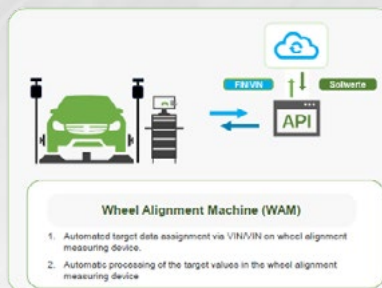 FIN/VIN
Sollwerte
API
Wheel Alignment Machine (WAM)
1. Automated target data assignment via VIN/VIN on wheel alignment
measuring device.
2. Automatic processing of the target values in the wheel alignment
measuring device